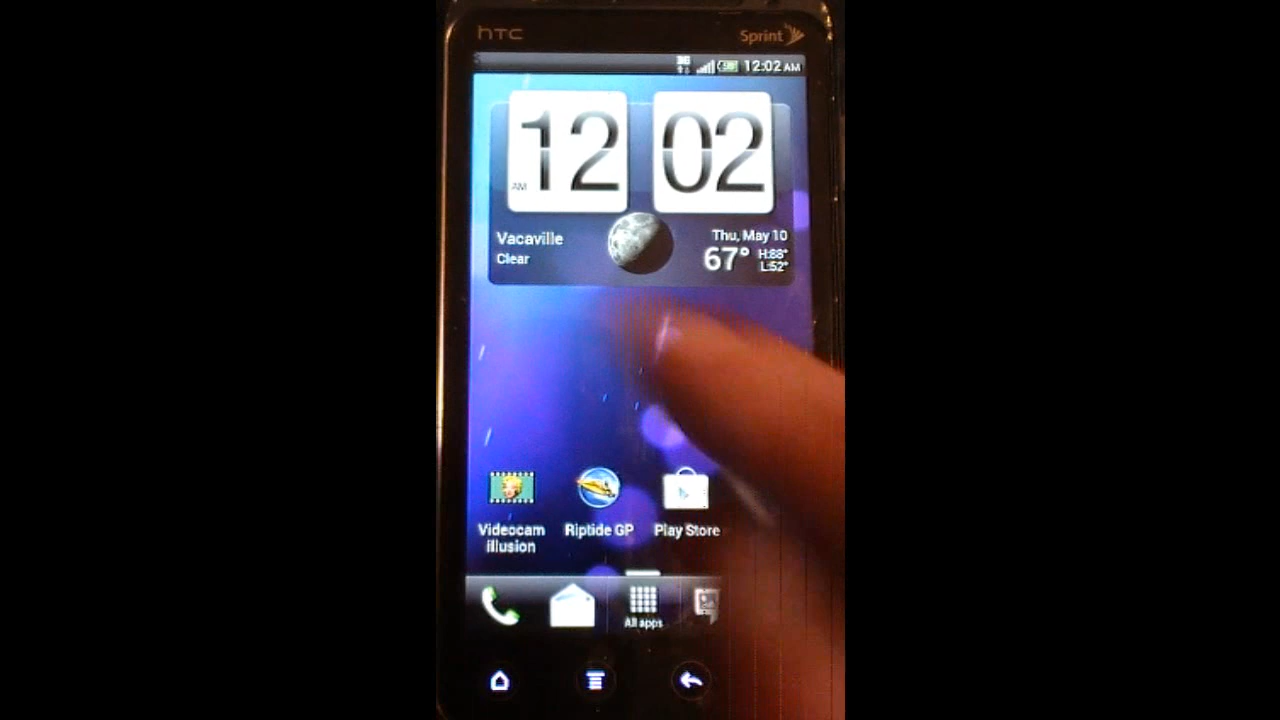 hTC
Sprint
3G
12:02 AM
12 02
AM
Vacaville
Clear
Thu, May 10
67°
H:88°
L:52°
Videocam
illusion
Riptide GP
Play Store
All apps